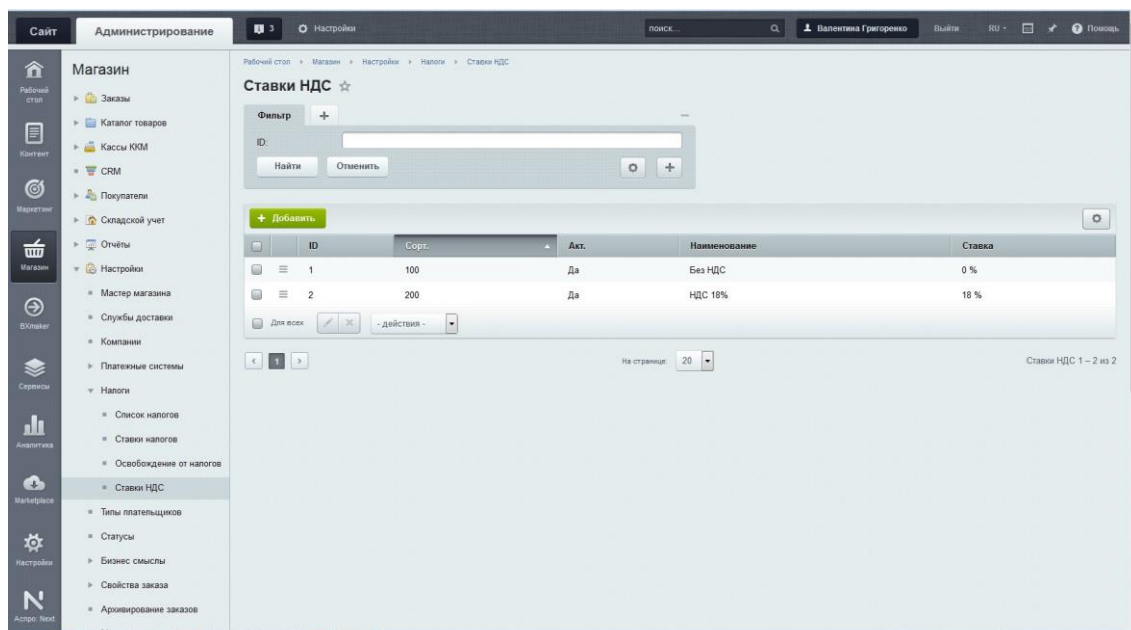 Сайт
Администрирование
3
Настройки
поиск...
Валентина Григоренко
Выйти
RU
Помощь
Рабочий
стол
Контент
Маркетинг
Магазин
BXmaker
Сервисы
Аналитика
Marketplace
Настройки
Аспро: Next
Магазин
Заказы
Каталог товаров
Кассы ККМ
CRM
Покупатели
Складской учет
Отчёты
Настройки
Мастер магазина
Службы доставки
Компании
Платежные системы
Налоги
Список налогов
Ставки налогов
Освобождение от налогов
Ставки НДС
Типы плательщиков
Статусы
Бизнес смыслы
Свойства заказа
Архивирование заказов
Рабочий стол Магазин Настройки Налоги Ставки НДС
Ставки НДС
Фильтр
ID:
Найти Отменить
Добавить
ID Сорт. Акт. Наименование Ставка
1 100 Да Без НДС 0 %
2 200 Да НДС 18% 18 %
Для всех - действия -
1
На странице: 20
Ставки НДС 1 – 2 из 2